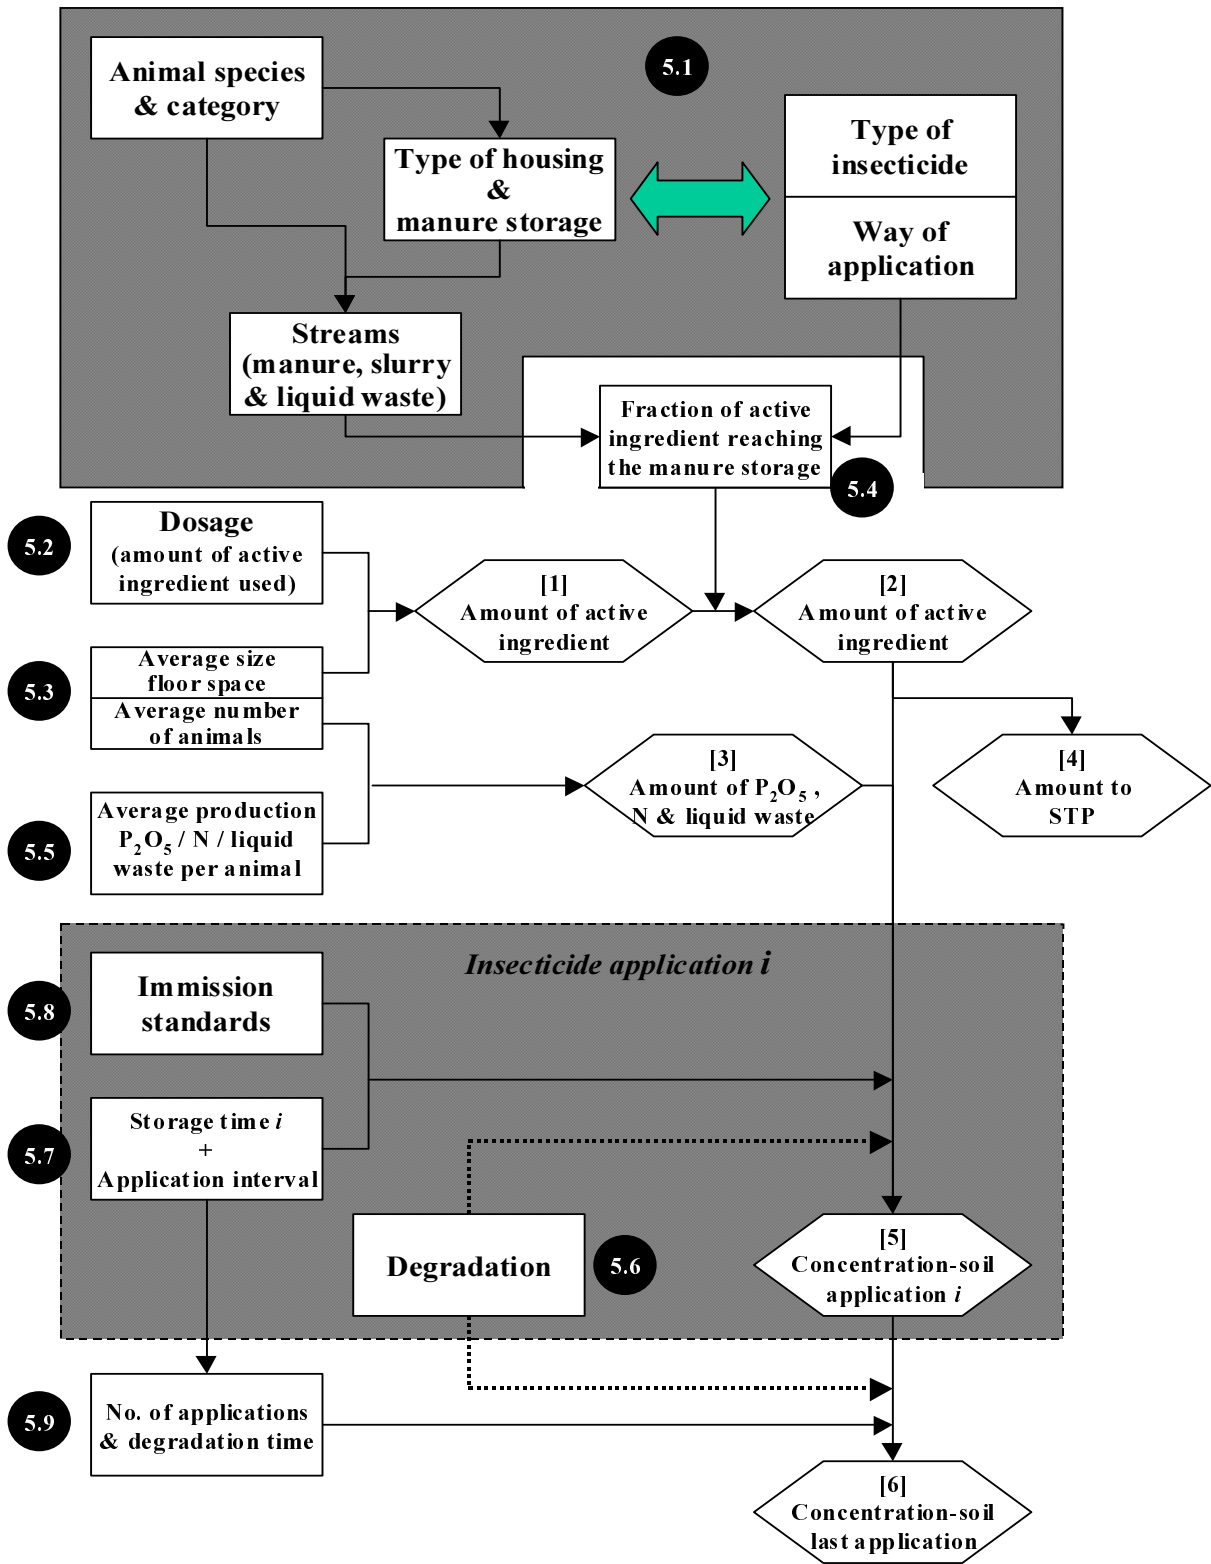 5.1
Animal species
& category
Type of housing
&
manure storage
Type of
insecticide
Way of
application
Streams
(manure, slurry
& liquid waste)
Fraction of active
ingredient reaching
the manure storage
5.4
5.2
Dosage
(amount of active
ingredient used)
[1]
Amount of active
ingredient
[2]
Amount of active
ingredient
5.3
Average size
floor space
Average number
of animals
[3]
Amount of P2O5 ,
N & liquid waste
[4]
Amount to
STP
5.5
Average production
P2O5 / N / liquid
waste per animal
Insecticide application i
5.8
Immission
standards
5.7
Storage time i
+
Application interval
Degradation
5.6
[5]
Concentration-soil
application i
5.9
No. of applications
& degradation time
[6]
Concentration-soil
last application